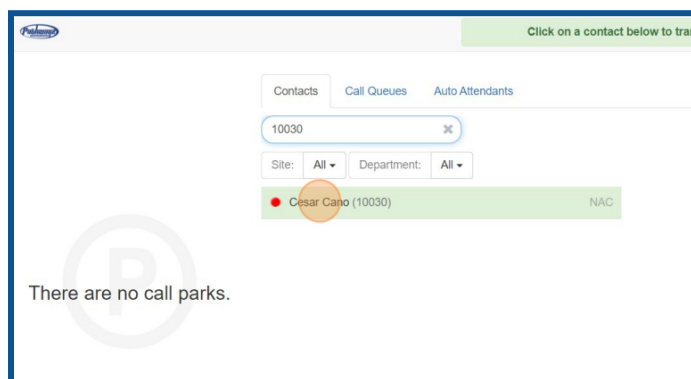 Click on a contact below to tra
Contacts Call Queues Auto Attendants
10030
Site: All Department: All
Cesar Cano (10030) NAC
P
There are no call parks.